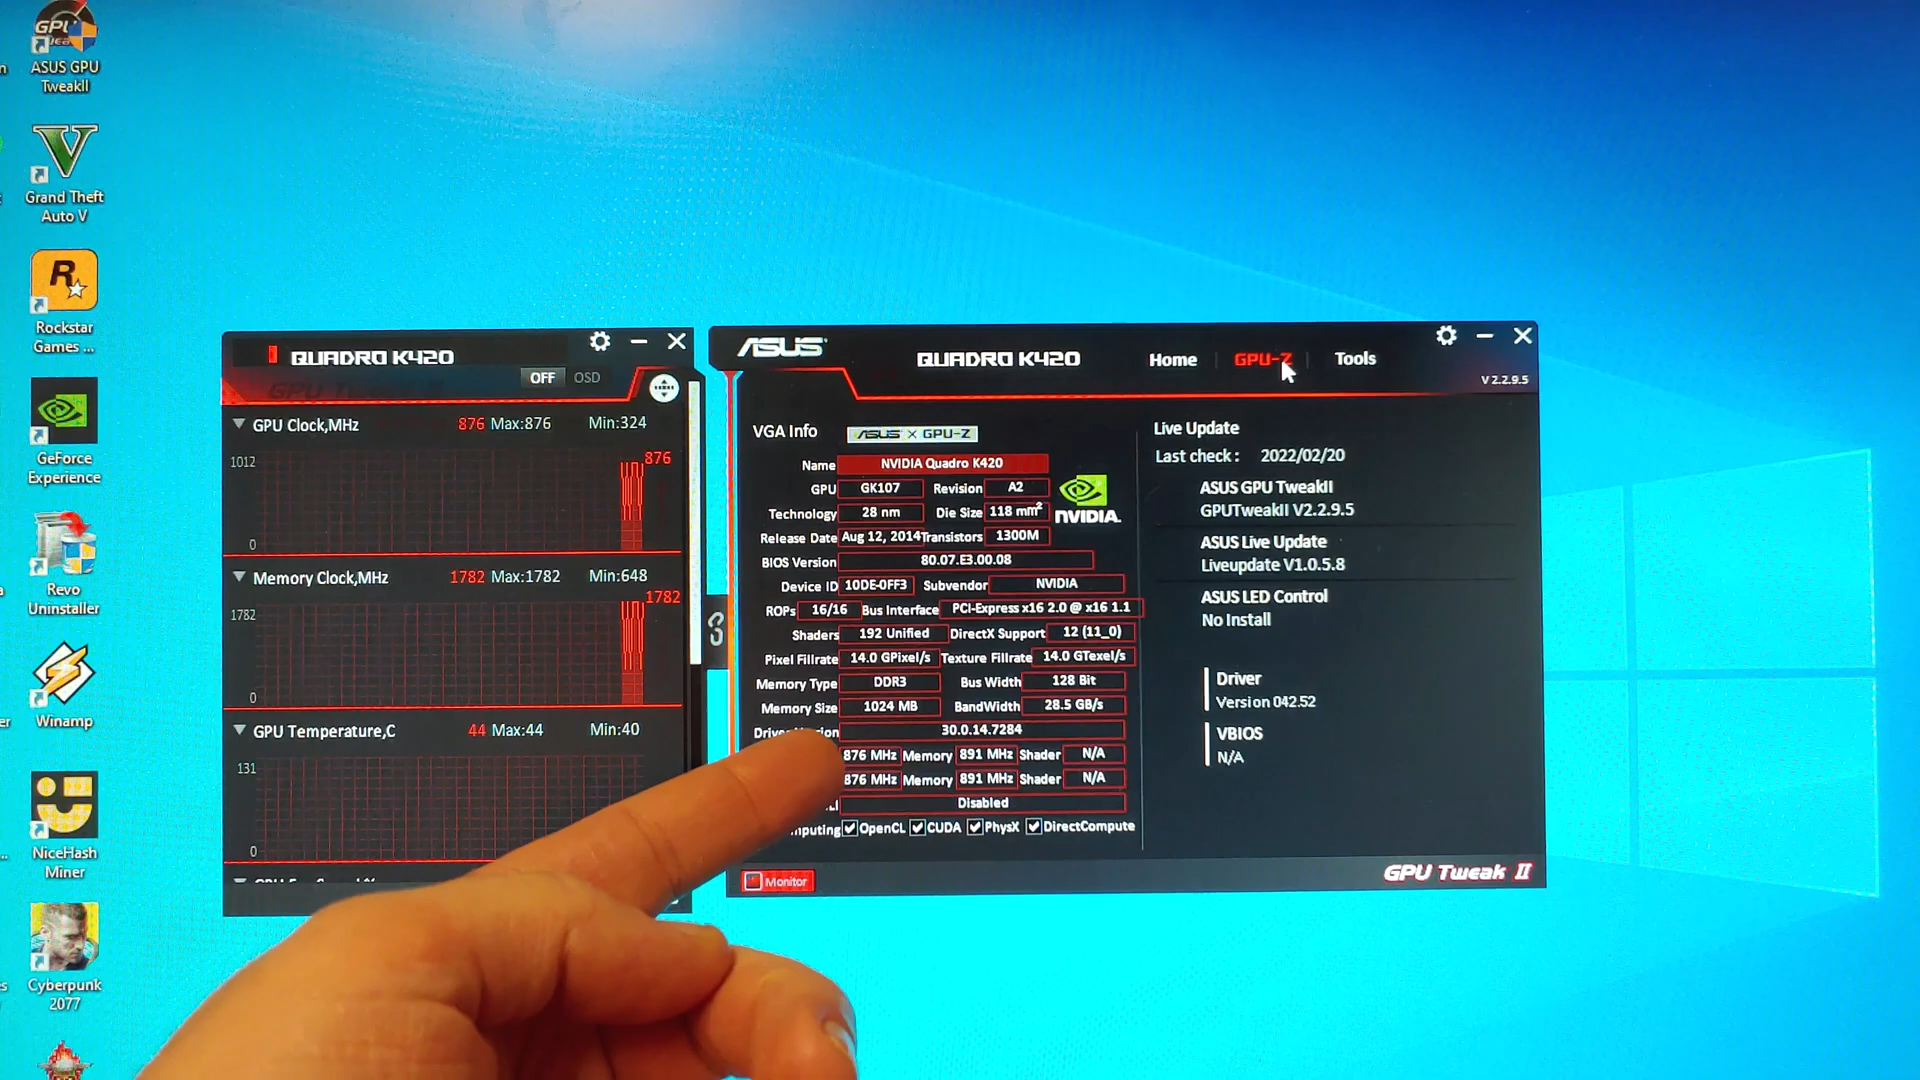 ASUS GPU
TweakII
Grand Theft
Auto V
Rockstar
Games ...
GeForce
Experience
Revo
Uninstaller
Winamp
NiceHash
Miner
Cyberpunk
2077
QUADRO K420
OFF OSD
GPU Clock,MHz 876 Max:876 Min:324
1012 876
0
Memory Clock,MHz 1782 Max:1782 Min:648
1782 1782
0
GPU Temperature,C 44 Max:44 Min:40
131
0
ASUS QUADRO K420 Home GPU-Z Tools
V 2.2.9.5
VGA Info ASUS x GPU-Z
Name NVIDIA Quadro K420
GPU GK107 Revision A2
Technology 28 nm Die Size 118 mm²
NVIDIA.
Release Date Aug 12, 2014 Transistors 1300M
BIOS Version 80.07.E3.00.08
Device ID 10DE-0FF3 Subvendor NVIDIA
ROPs 16/16 Bus Interface PCI-Express x16 2.0 @ x16 1.1
Shaders 192 Unified DirectX Support 12 (11_0)
Pixel Fillrate 14.0 GPixel/s Texture Fillrate 14.0 GTexel/s
Memory Type DDR3 Bus Width 128 Bit
Memory Size 1024 MB BandWidth 28.5 GB/s
30.0.14.7284
876 MHz Memory 891 MHz Shader N/A
876 MHz Memory 891 MHz Shader N/A
Disabled
OpenCL CUDA PhysX DirectCompute
Monitor
Live Update
Last check : 2022/02/20
ASUS GPU TweakII
GPUTweakII V2.2.9.5
ASUS Live Update
Liveupdate V1.0.5.8
ASUS LED Control
No Install
Driver
Version 042.52
VBIOS
N/A
GPU Tweak II